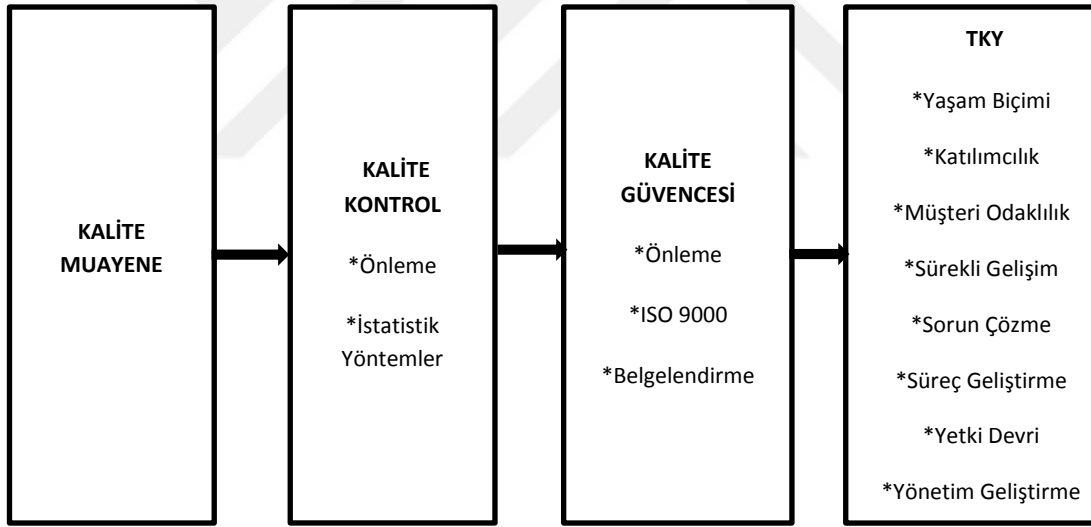 KALİTE
MUAYENE
KALİTE
KONTROL
*Önleme
*İstatistik
Yöntemler
KALİTE
GÜVENCESİ
*Önleme
*ISO 9000
*Belgelendirme
TKY
*Yaşam Biçimi
*Katılımcılık
*Müşteri Odaklılık
*Sürekli Gelişim
*Sorun Çözme
*Süreç Geliştirme
*Yetki Devri
*Yönetim Geliştirme